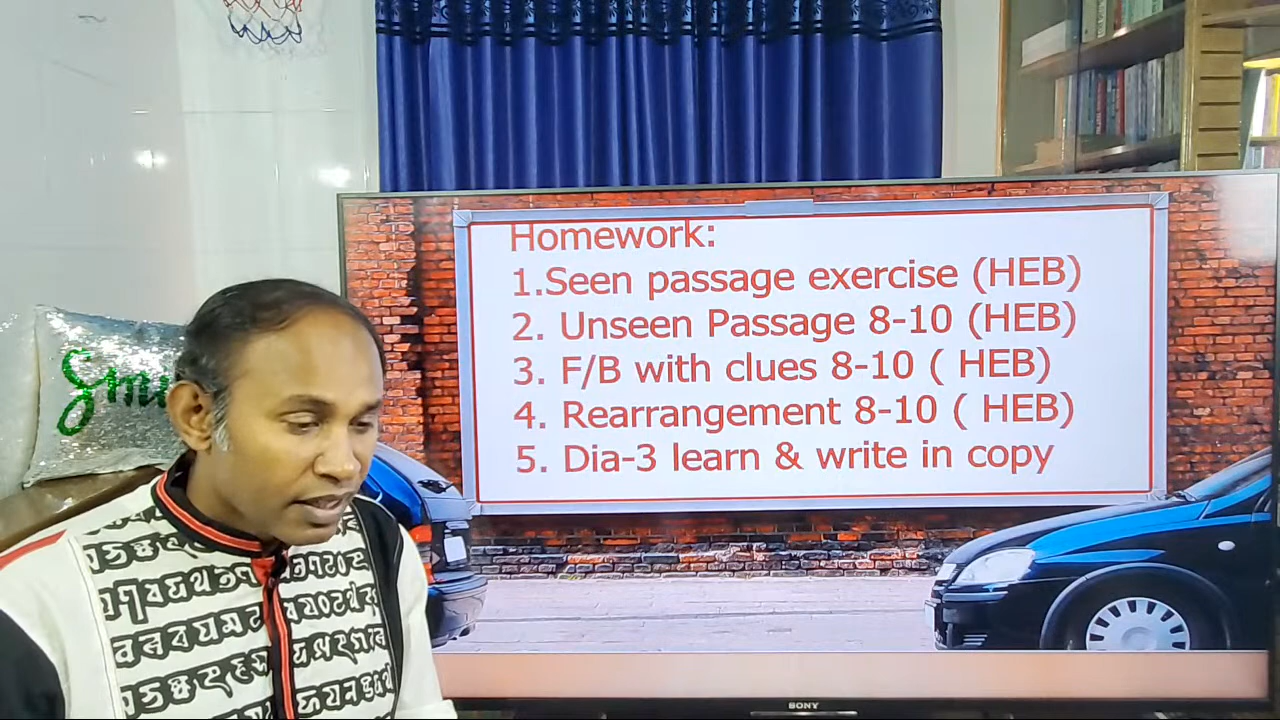 Homework:
1.Seen passage exercise (HEB)
2. Unseen Passage 8-10 (HEB)
3. F/B with clues 8-10 ( HEB)
4. Rearrangement 8-10 ( HEB)
5. Dia-3 learn & write in copy
SONY